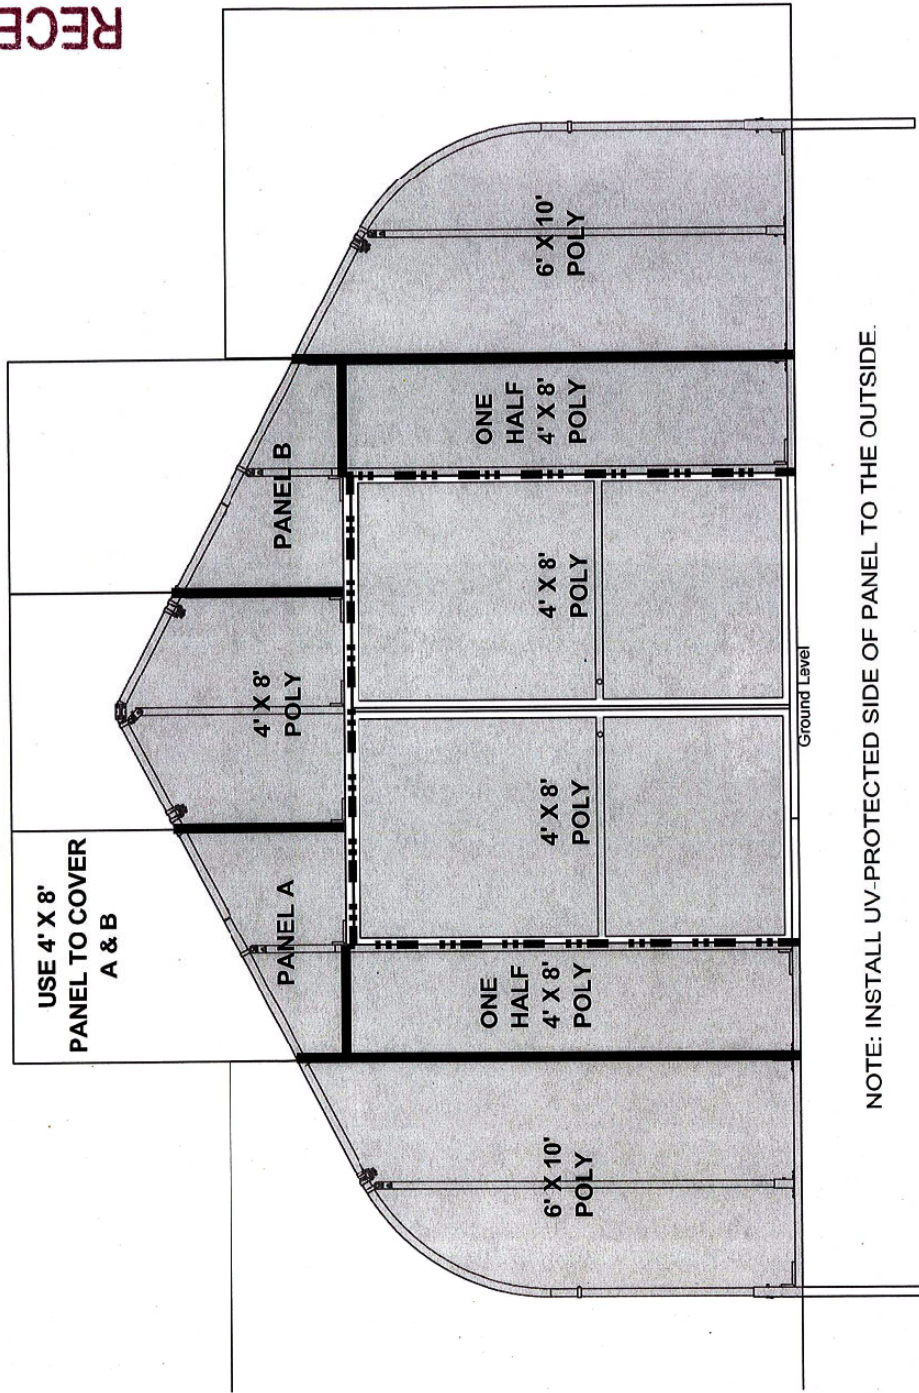 RECE
USE 4' X 8'
PANEL TO COVER
A & B
PANEL A
4' X 8'
POLY
PANEL B
6' X 10'
POLY
ONE
HALF
4' X 8'
POLY
4' X 8'
POLY
4' X 8'
POLY
ONE
HALF
4' X 8'
POLY
6' X 10'
POLY
Ground Level
NOTE: INSTALL UV-PROTECTED SIDE OF PANEL TO THE OUTSIDE.